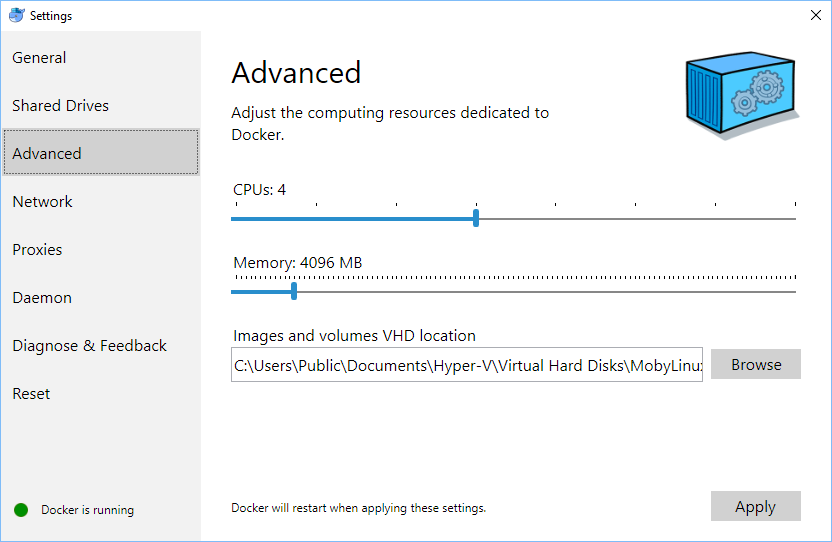 Settings
General
Shared Drives
Advanced
Network
Proxies
Daemon
Diagnose & Feedback
Reset
Docker is running
Advanced
Adjust the computing resources dedicated to
Docker.
CPUs: 4
Memory: 4096 MB
Images and volumes VHD location
C:\Users\Public\Documents\Hyper-V\Virtual Hard Disks\MobyLinux
Browse
Docker will restart when applying these settings.
Apply